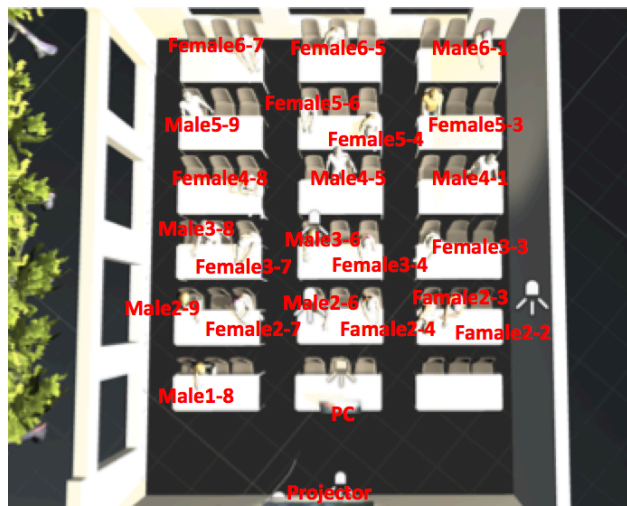 Female6-7 Female6-5 Male6-1
Female5-6
Male5-9 Female5-3
Female5-4
Female4-8 Male4-5 Male4-1
Male3-8 Male3-6 Female3-3
Female3-7 Female3-4
Male2-9 Male2-6 Famale2-3
Female2-7 Famale2-4 Famale2-2
Male1-8
PC
Projector